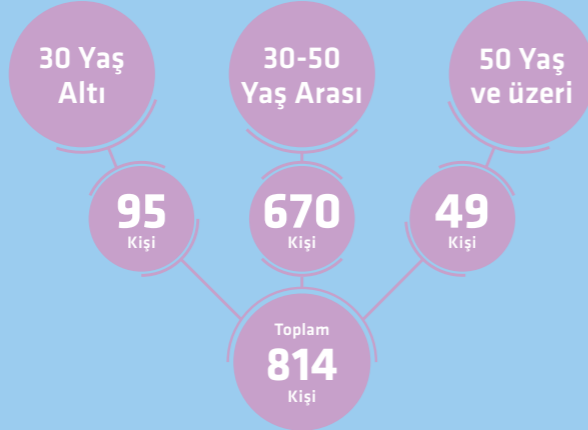 30 Yaş
Altı
30-50
Yaş Arası
50 Yaş
ve üzeri
95
Kişi
670
Kişi
49
Kişi
Toplam
814
Kişi